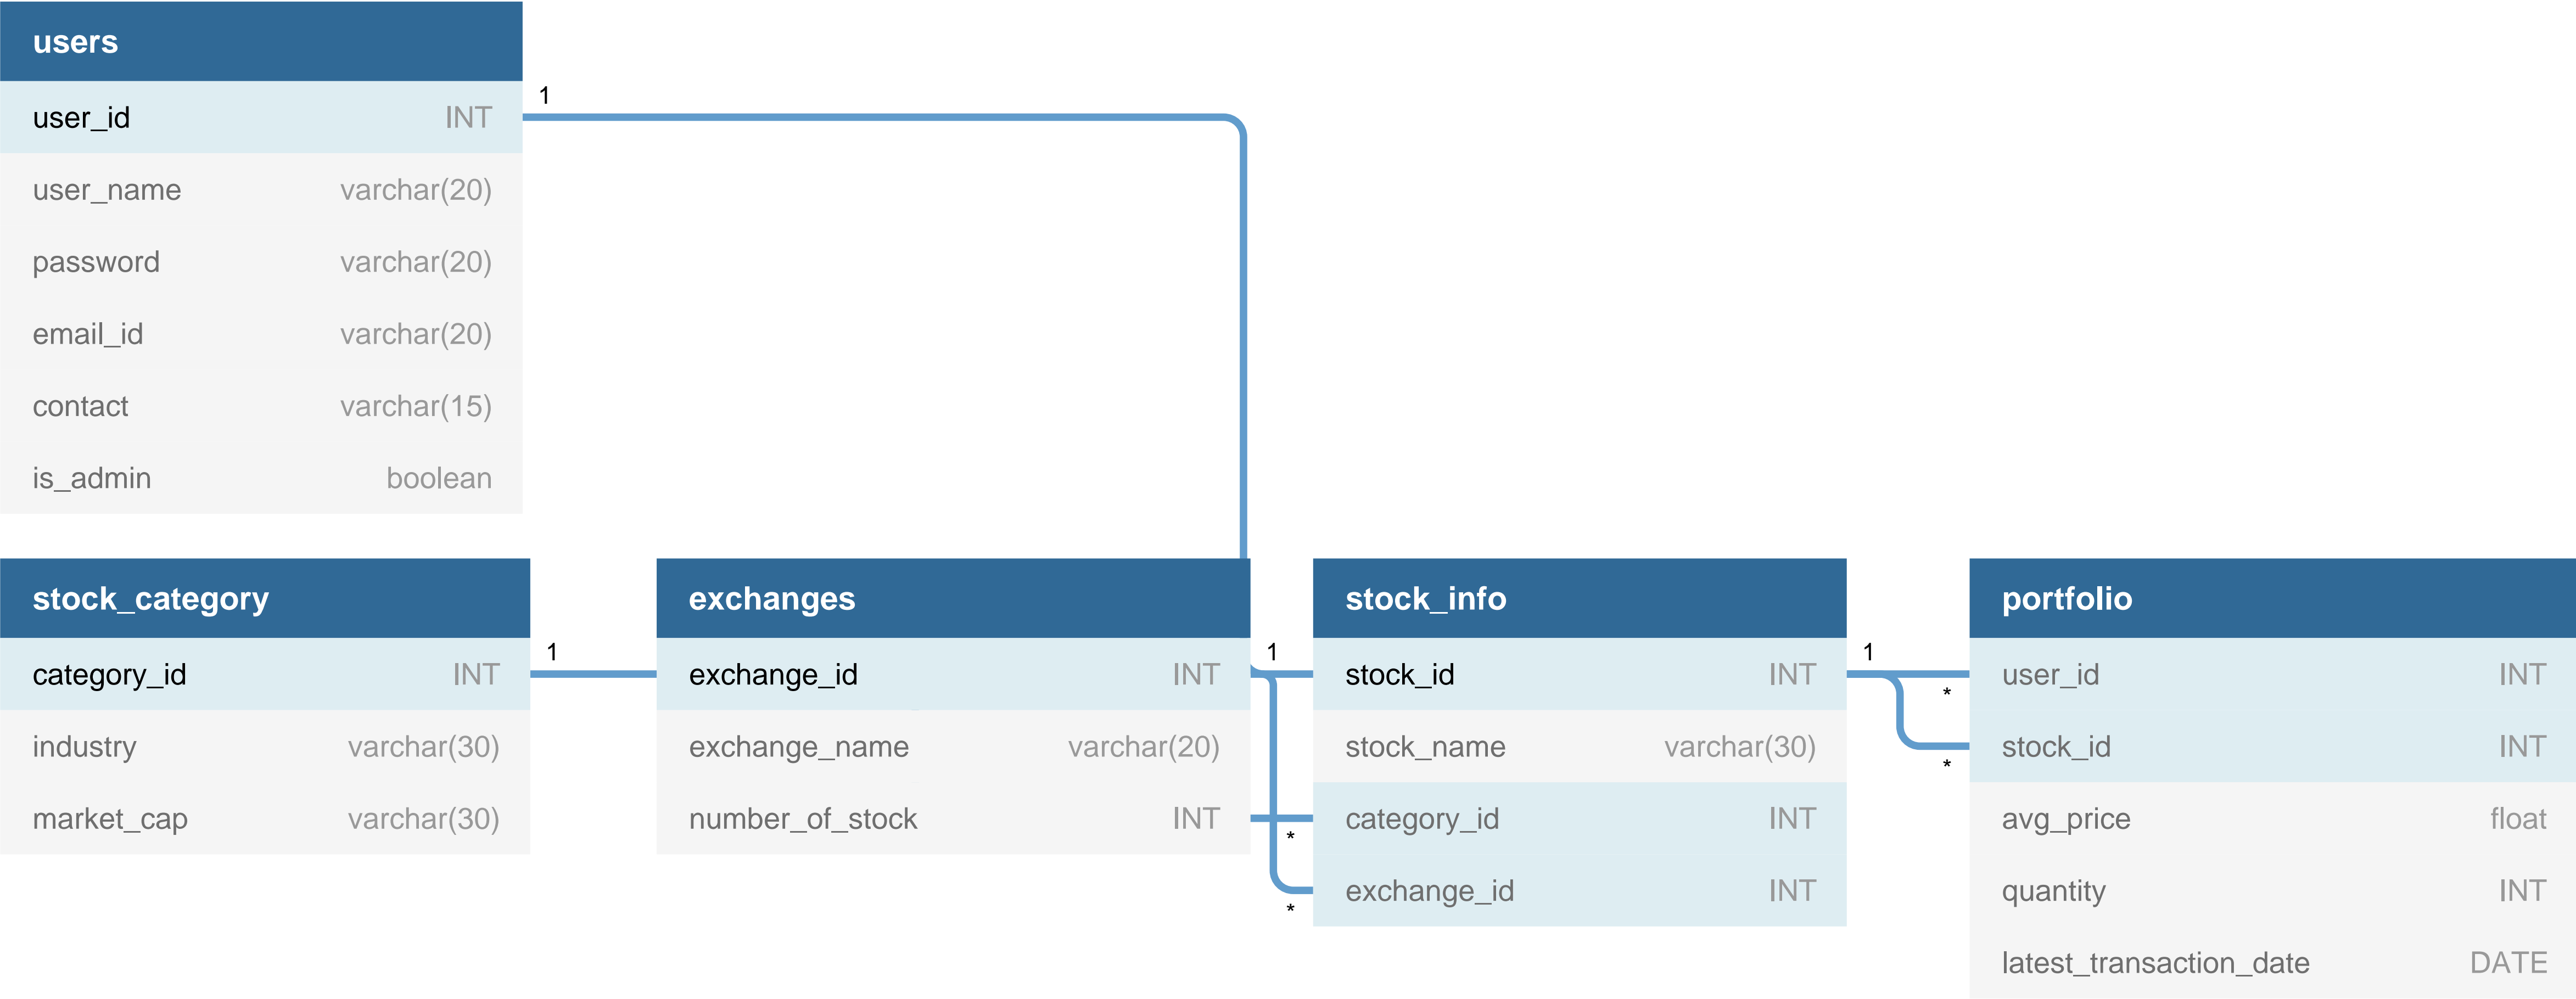 users
1
user_id INT
user_name varchar(20)
password varchar(20)
email_id varchar(20)
contact varchar(15)
is_admin boolean
stock_category
1
category_id INT
industry varchar(30)
market_cap varchar(30)
exchanges
1
exchange_id INT
exchange_name varchar(20)
number_of_stock INT
stock_info
1
stock_id INT
stock_name varchar(30)
category_id INT
*
exchange_id INT
*
portfolio
user_id INT
*
stock_id INT
*
avg_price float
quantity INT
latest_transaction_date DATE